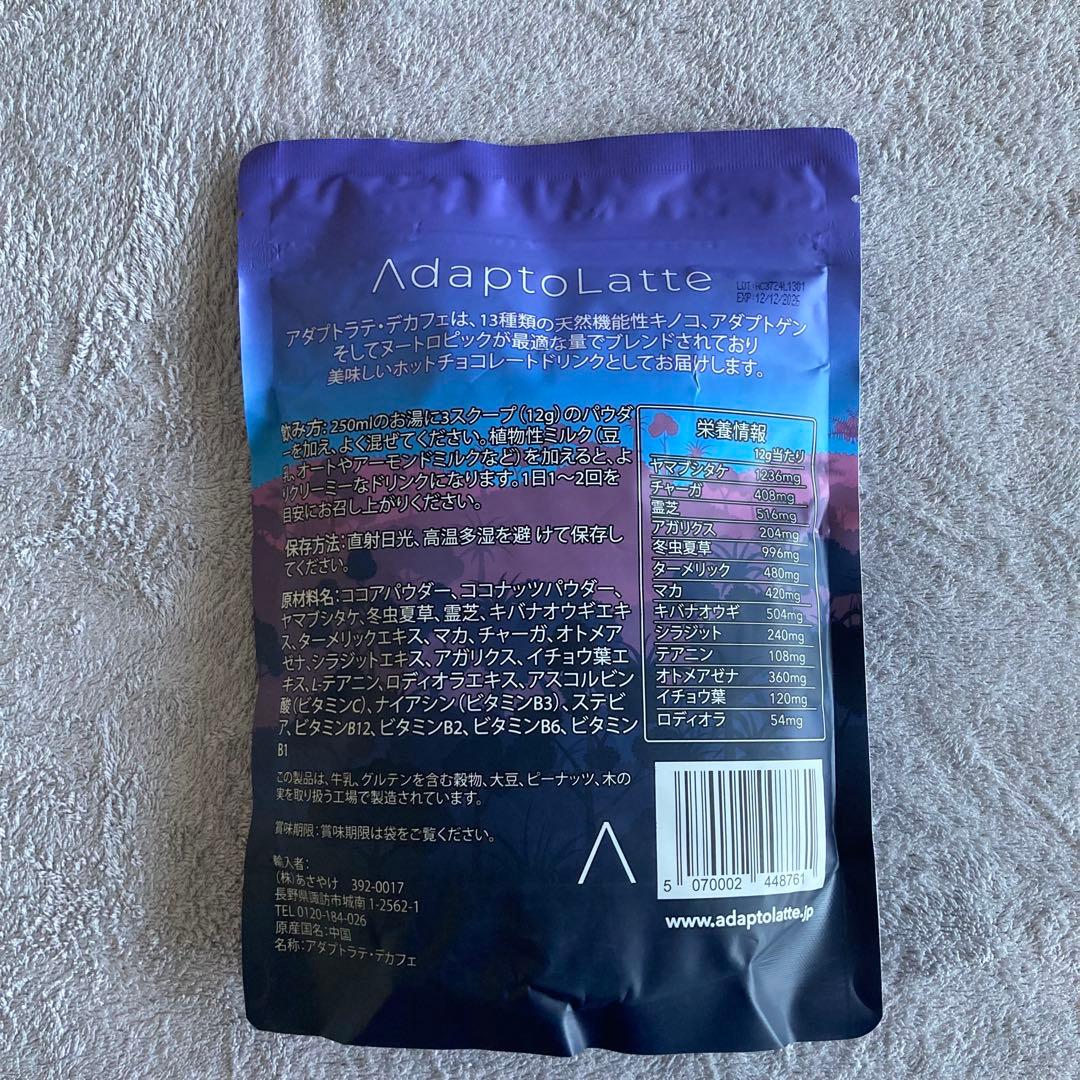 AdaptoLatte
LOT:HC3724L1301
EXP:12/12/2026
アダプトラテ・デカフェは、13種類の天然機能性キノコ、アダプトゲン
そしてヌートロピックが最適な量でブレンドされており
美味しいホットチョコレートドリンクとしてお届けします。
飲み方: 250mlのお湯に3スクープ(12g)のパウダ
ーを加え、よく混ぜてください。植物性ミルク(豆
乳、オートやアーモンドミルクなど)を加えると、よ
りクリーミーなドリンクになります。1日1〜2回を
目安にお召し上がりください。
保存方法:直射日光、高温多湿を避 けて保存し
てください。
原材料名:ココアパウダー、ココナッツパウダー、
ヤマブシタケ、冬虫夏草、霊芝、キバナオウギエキ
ス、ターメリックエキス、マカ、チャーガ、オトメア
ゼナ、シラジットエキス、アガリクス、イチョウ葉エ
キス、L-テアニン、ロディオラエキス、アスコルビン
酸(ビタミンC)、ナイアシン(ビタミンB3)、ステビ
ア、ビタミンB12、ビタミンB2、ビタミンB6、ビタミン
B1
この製品は、牛乳、グルテンを含む穀物、大豆、ピーナッツ、木の
実を取り扱う工場で製造されています。
賞味期限:賞味期限は袋をご覧ください。
輸入者:
(株)あさやけ 392-0017
長野県諏訪市城南 1-2562-1
TEL 0120-184-026
原産国名:中国
名称:アダプトラテ・デカフェ
栄養情報
12g当たり
ヤマブシタケ 1236mg
チャーガ 408mg
霊芝 516mg
アガリクス 204mg
冬虫夏草 996mg
ターメリック 480mg
マカ 420mg
キバナオウギ 504mg
シラジット 240mg
テアニン 108mg
オトメアゼナ 360mg
イチョウ葉 120mg
ロディオラ 54mg
5 070002 448761
www.adaptolatte.jp